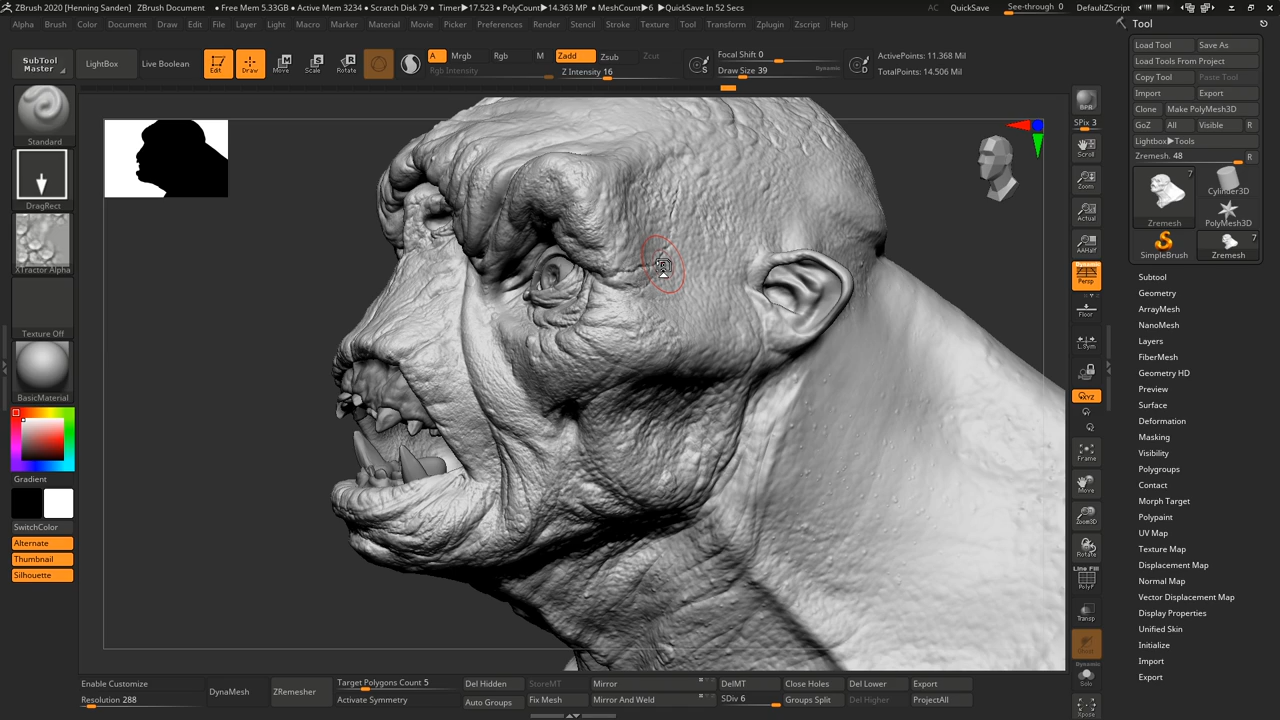 ZBrush 2020 [Henning Sanden] ZBrush Document ● Free Mem 5.33GB ● Active Mem 3234 ● Scratch Disk 79 ● Timer▶17.523 ● PolyCount▶14.363 MP ● MeshCount▶6 ▶QuickSave In 52 Secs AC QuickSave See-through 0 DefaultZScript
Alpha Brush Color Document Draw Edit File Layer Light Macro Marker Material Movie Picker Preferences Render Stencil Stroke Texture Tool Transform Zplugin Zscript Help
Tool
SubTool Master
LightBox
Live Boolean
Edit
Draw
Move
Scale
Rotate
A Mrgb Rgb M
Rgb Intensity
Zadd Zsub Zcut
Z Intensity 16
S
Focal Shift 0
Draw Size 39 Dynamic
D
ActivePoints: 11.368 Mil
TotalPoints: 14.506 Mil
Load Tool Save As
Load Tools From Project
Copy Tool Paste Tool
Import Export
Clone Make PolyMesh3D
GoZ All Visible R
Lightbox▶Tools
Zremesh. 48 R
7
Zremesh
Cylinder3D
PolyMesh3D
SimpleBrush
7
Zremesh
Subtool
Geometry
ArrayMesh
NanoMesh
Layers
FiberMesh
Geometry HD
Preview
Surface
Deformation
Masking
Visibility
Polygroups
Contact
Morph Target
Polypaint
UV Map
Texture Map
Displacement Map
Normal Map
Vector Displacement Map
Display Properties
Unified Skin
Initialize
Import
Export
Standard
DragRect
XTractor Alpha
Texture Off
BasicMaterial
Gradient
SwitchColor
Alternate
Thumbnail
Silhouette
BPR
SPix 3
Scroll
Zoom
Actual
AAHalf
Dynamic
Persp
Floor
L.Sym
XYZ
Frame
Move
Zoom3D
Rotate
Line Fill
PolyF
Transp
Ghost
Dynamic
Solo
Xpose
Enable Customize
Resolution 288
DynaMesh
ZRemesher
Target Polygons Count 5
Activate Symmetry
Del Hidden
Auto Groups
StoreMT
Fix Mesh
Mirror
Mirror And Weld
DelMT
SDiv 6
Close Holes
Groups Split
Del Lower
Del Higher
Export
ProjectAll